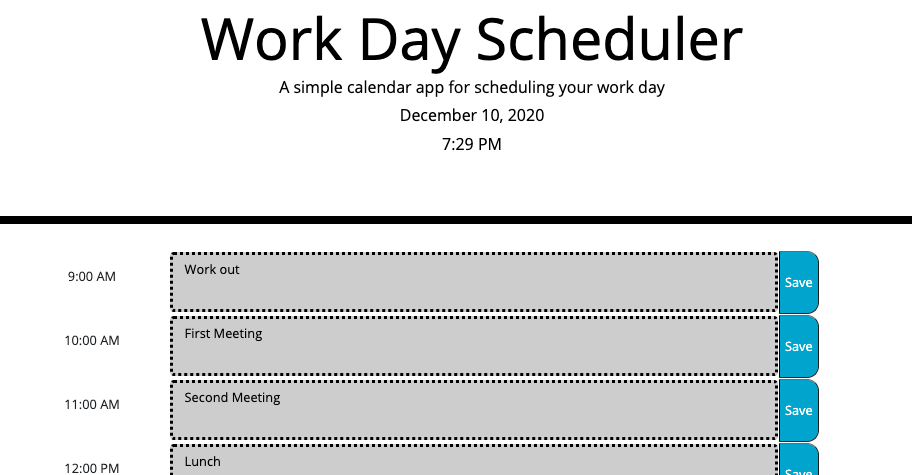 Work Day Scheduler
A simple calendar app for scheduling your work day
December 10, 2020
7:29 PM
9:00 AM Work out Save
10:00 AM First Meeting Save
11:00 AM Second Meeting Save
12:00 PM Lunch Save